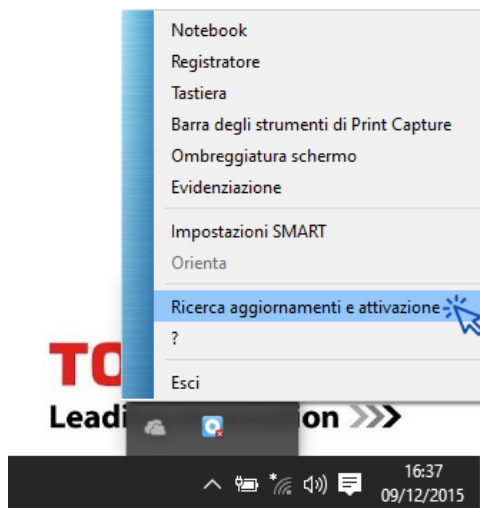 Notebook
Registratore
Tastiera
Barra degli strumenti di Print Capture
Ombreggiatura schermo
Evidenziazione
Impostazioni SMART
Orienta
Ricerca aggiornamenti e attivazione
?
Esci
TO
Leadi on >>>
16:37
09/12/2015